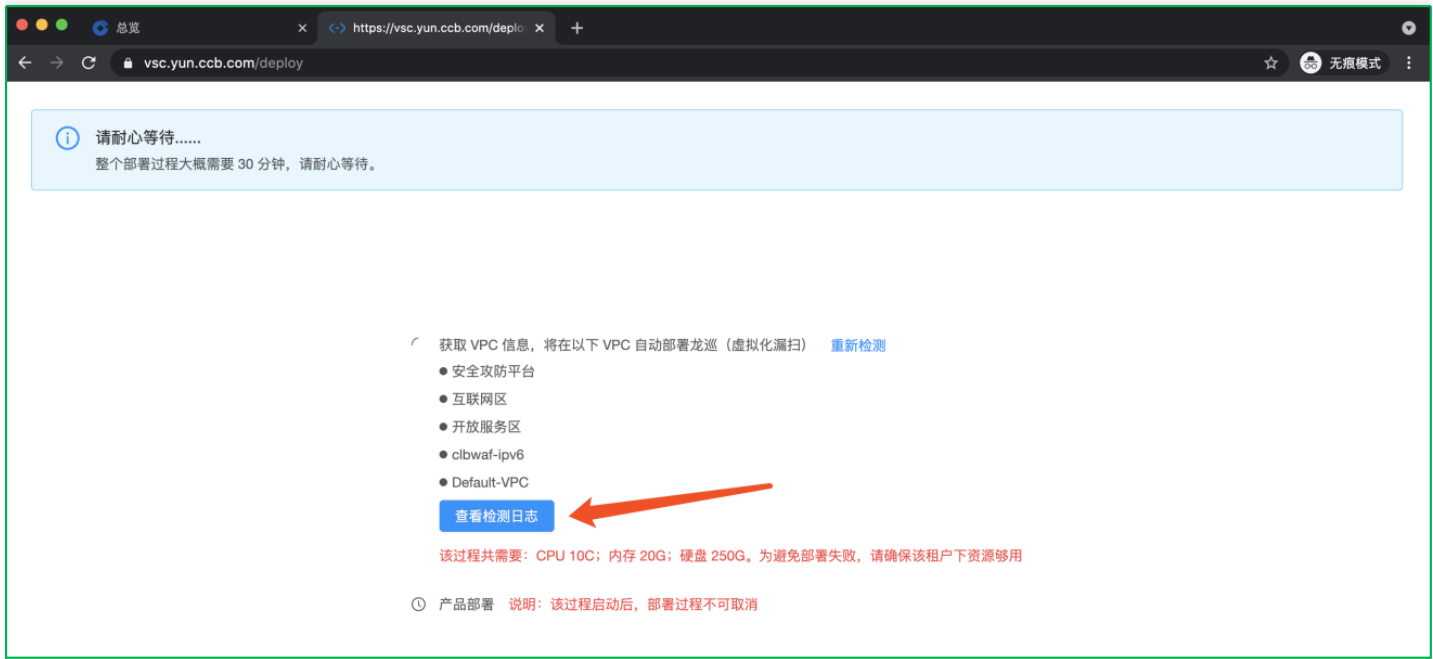 总览
https://vsc.yun.ccb.com/deplo
vsc.yun.ccb.com/deploy
无痕模式
请耐心等待......
整个部署过程大概需要 30 分钟，请耐心等待。
获取 VPC 信息，将在以下 VPC 自动部署龙巡（虚拟化漏扫） 重新检测
● 安全攻防平台
● 互联网区
● 开放服务区
● clbwaf-ipv6
● Default-VPC
查看检测日志
该过程共需要：CPU 10C；内存 20G；硬盘 250G。为避免部署失败，请确保该租户下资源够用
产品部署 说明：该过程启动后，部署过程不可取消